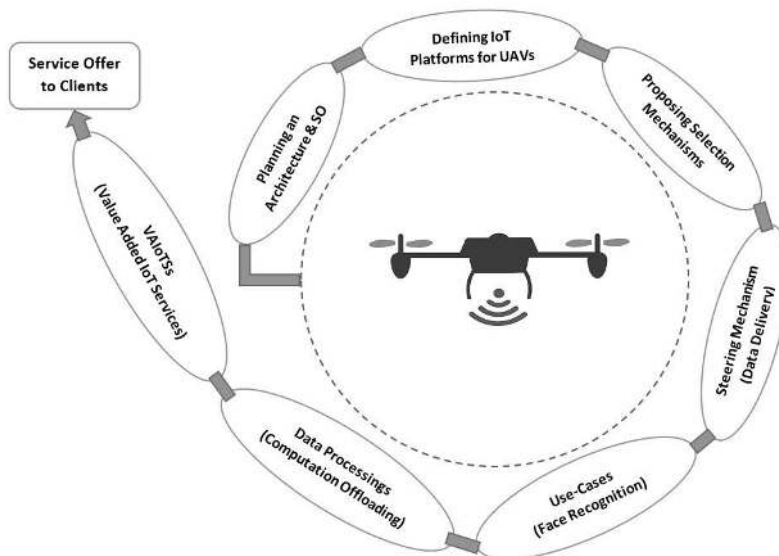 Service Offer
to Clients
Planning an
Architecture & SO
Defining IoT
Platforms for UAVs
Proposing Selection
Mechanisms
Steering Mechanism
(Data Delivery)
Use-Cases
(Face Recognition)
Data Processings
(Computation Offloading)
VAIoTSs
(Value Added IoT Services)